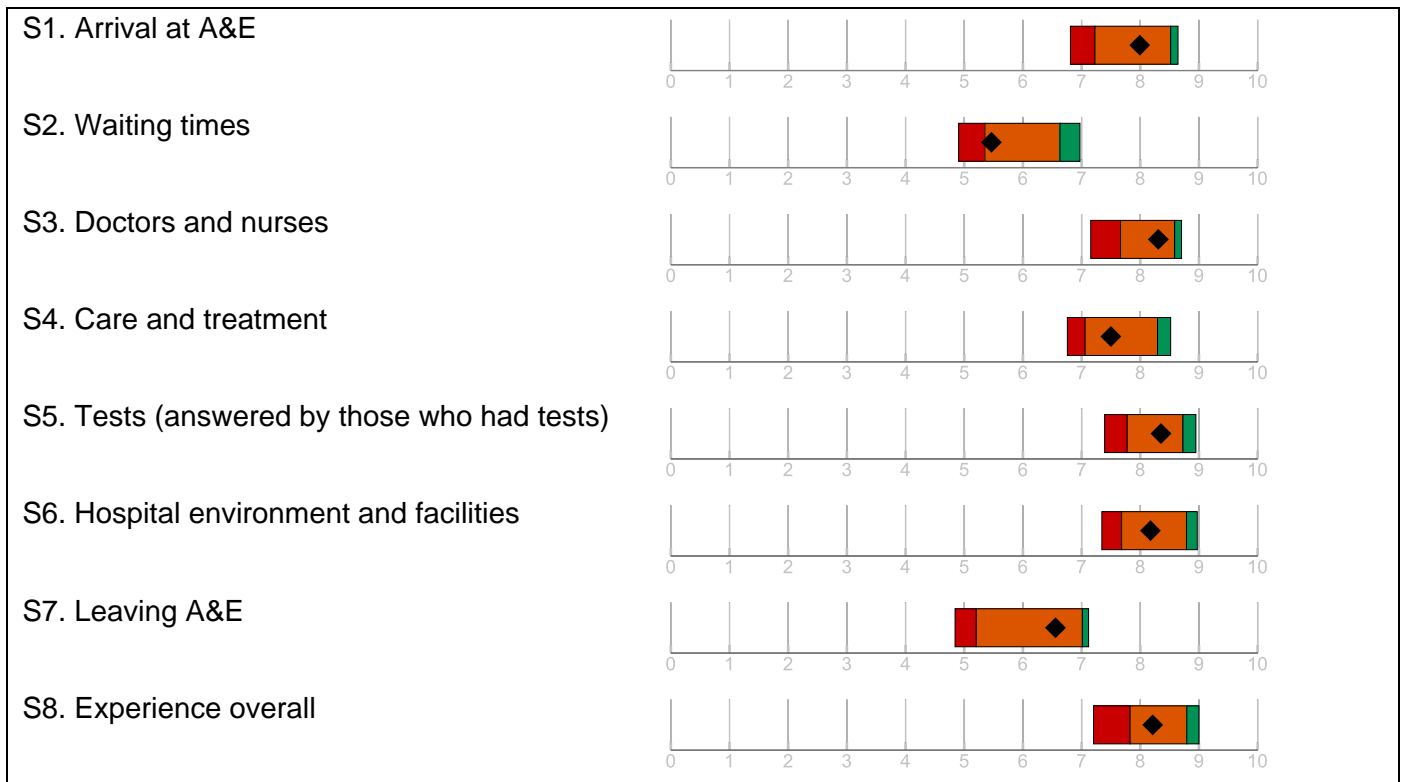 S1. Arrival at A&E
0 1 2 3 4 5 6 7 8 9 10
S2. Waiting times
0 1 2 3 4 5 6 7 8 9 10
S3. Doctors and nurses
0 1 2 3 4 5 6 7 8 9 10
S4. Care and treatment
0 1 2 3 4 5 6 7 8 9 10
S5. Tests (answered by those who had tests)
0 1 2 3 4 5 6 7 8 9 10
S6. Hospital environment and facilities
0 1 2 3 4 5 6 7 8 9 10
S7. Leaving A&E
0 1 2 3 4 5 6 7 8 9 10
S8. Experience overall
0 1 2 3 4 5 6 7 8 9 10